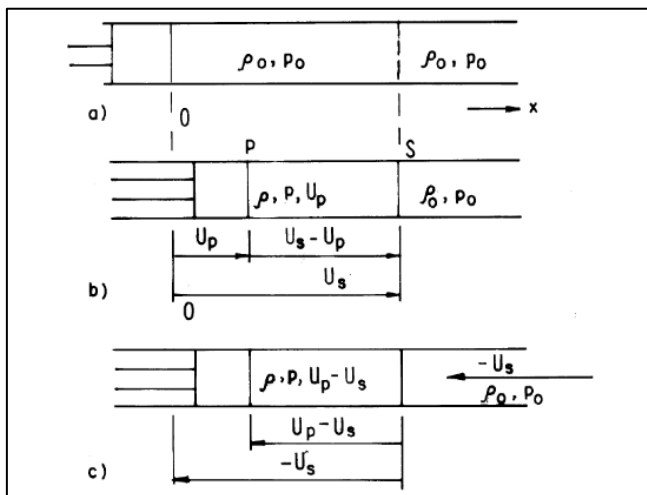 ρ₀, p₀ ρ₀, p₀
a) 0 x
P S
ρ, P, Uₚ ρ₀, p₀
Uₚ Uₛ-Uₚ
Uₛ
b) 0
ρ, P, Uₚ-Uₛ -Uₛ
ρ₀, p₀
Uₚ-Uₛ
c) -Uₛ